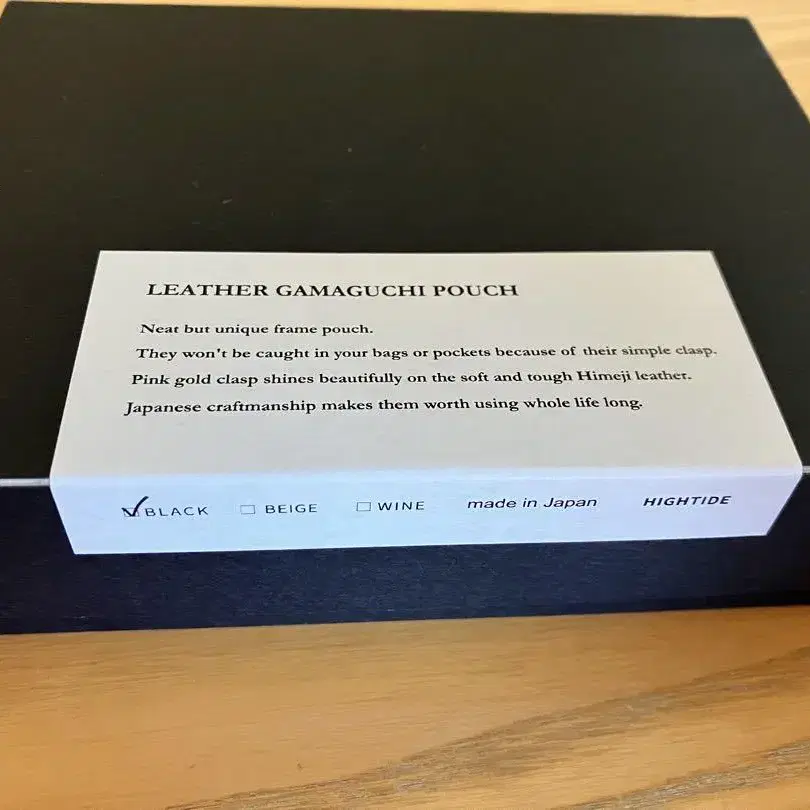 LEATHER GAMAGUCHI POUCH
Neat but unique frame pouch.
They won't be caught in your bags or pockets because of their simple clasp.
Pink gold clasp shines beautifully on the soft and tough Himeji leather.
Japanese craftmanship makes them worth using whole life long.
BLACK BEIGE WINE made in Japan HIGHTIDE